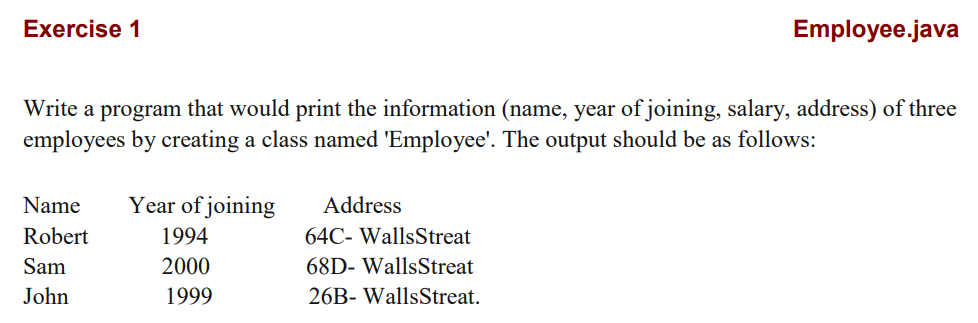 Exercise 1 Employee.java
Write a program that would print the information (name, year of joining, salary, address) of three
employees by creating a class named 'Employee'. The output should be as follows:
Name Year of joining Address
Robert 1994 64C- WallsStreat
Sam 2000 68D- WallsStreat
John 1999 26B- WallsStreat.